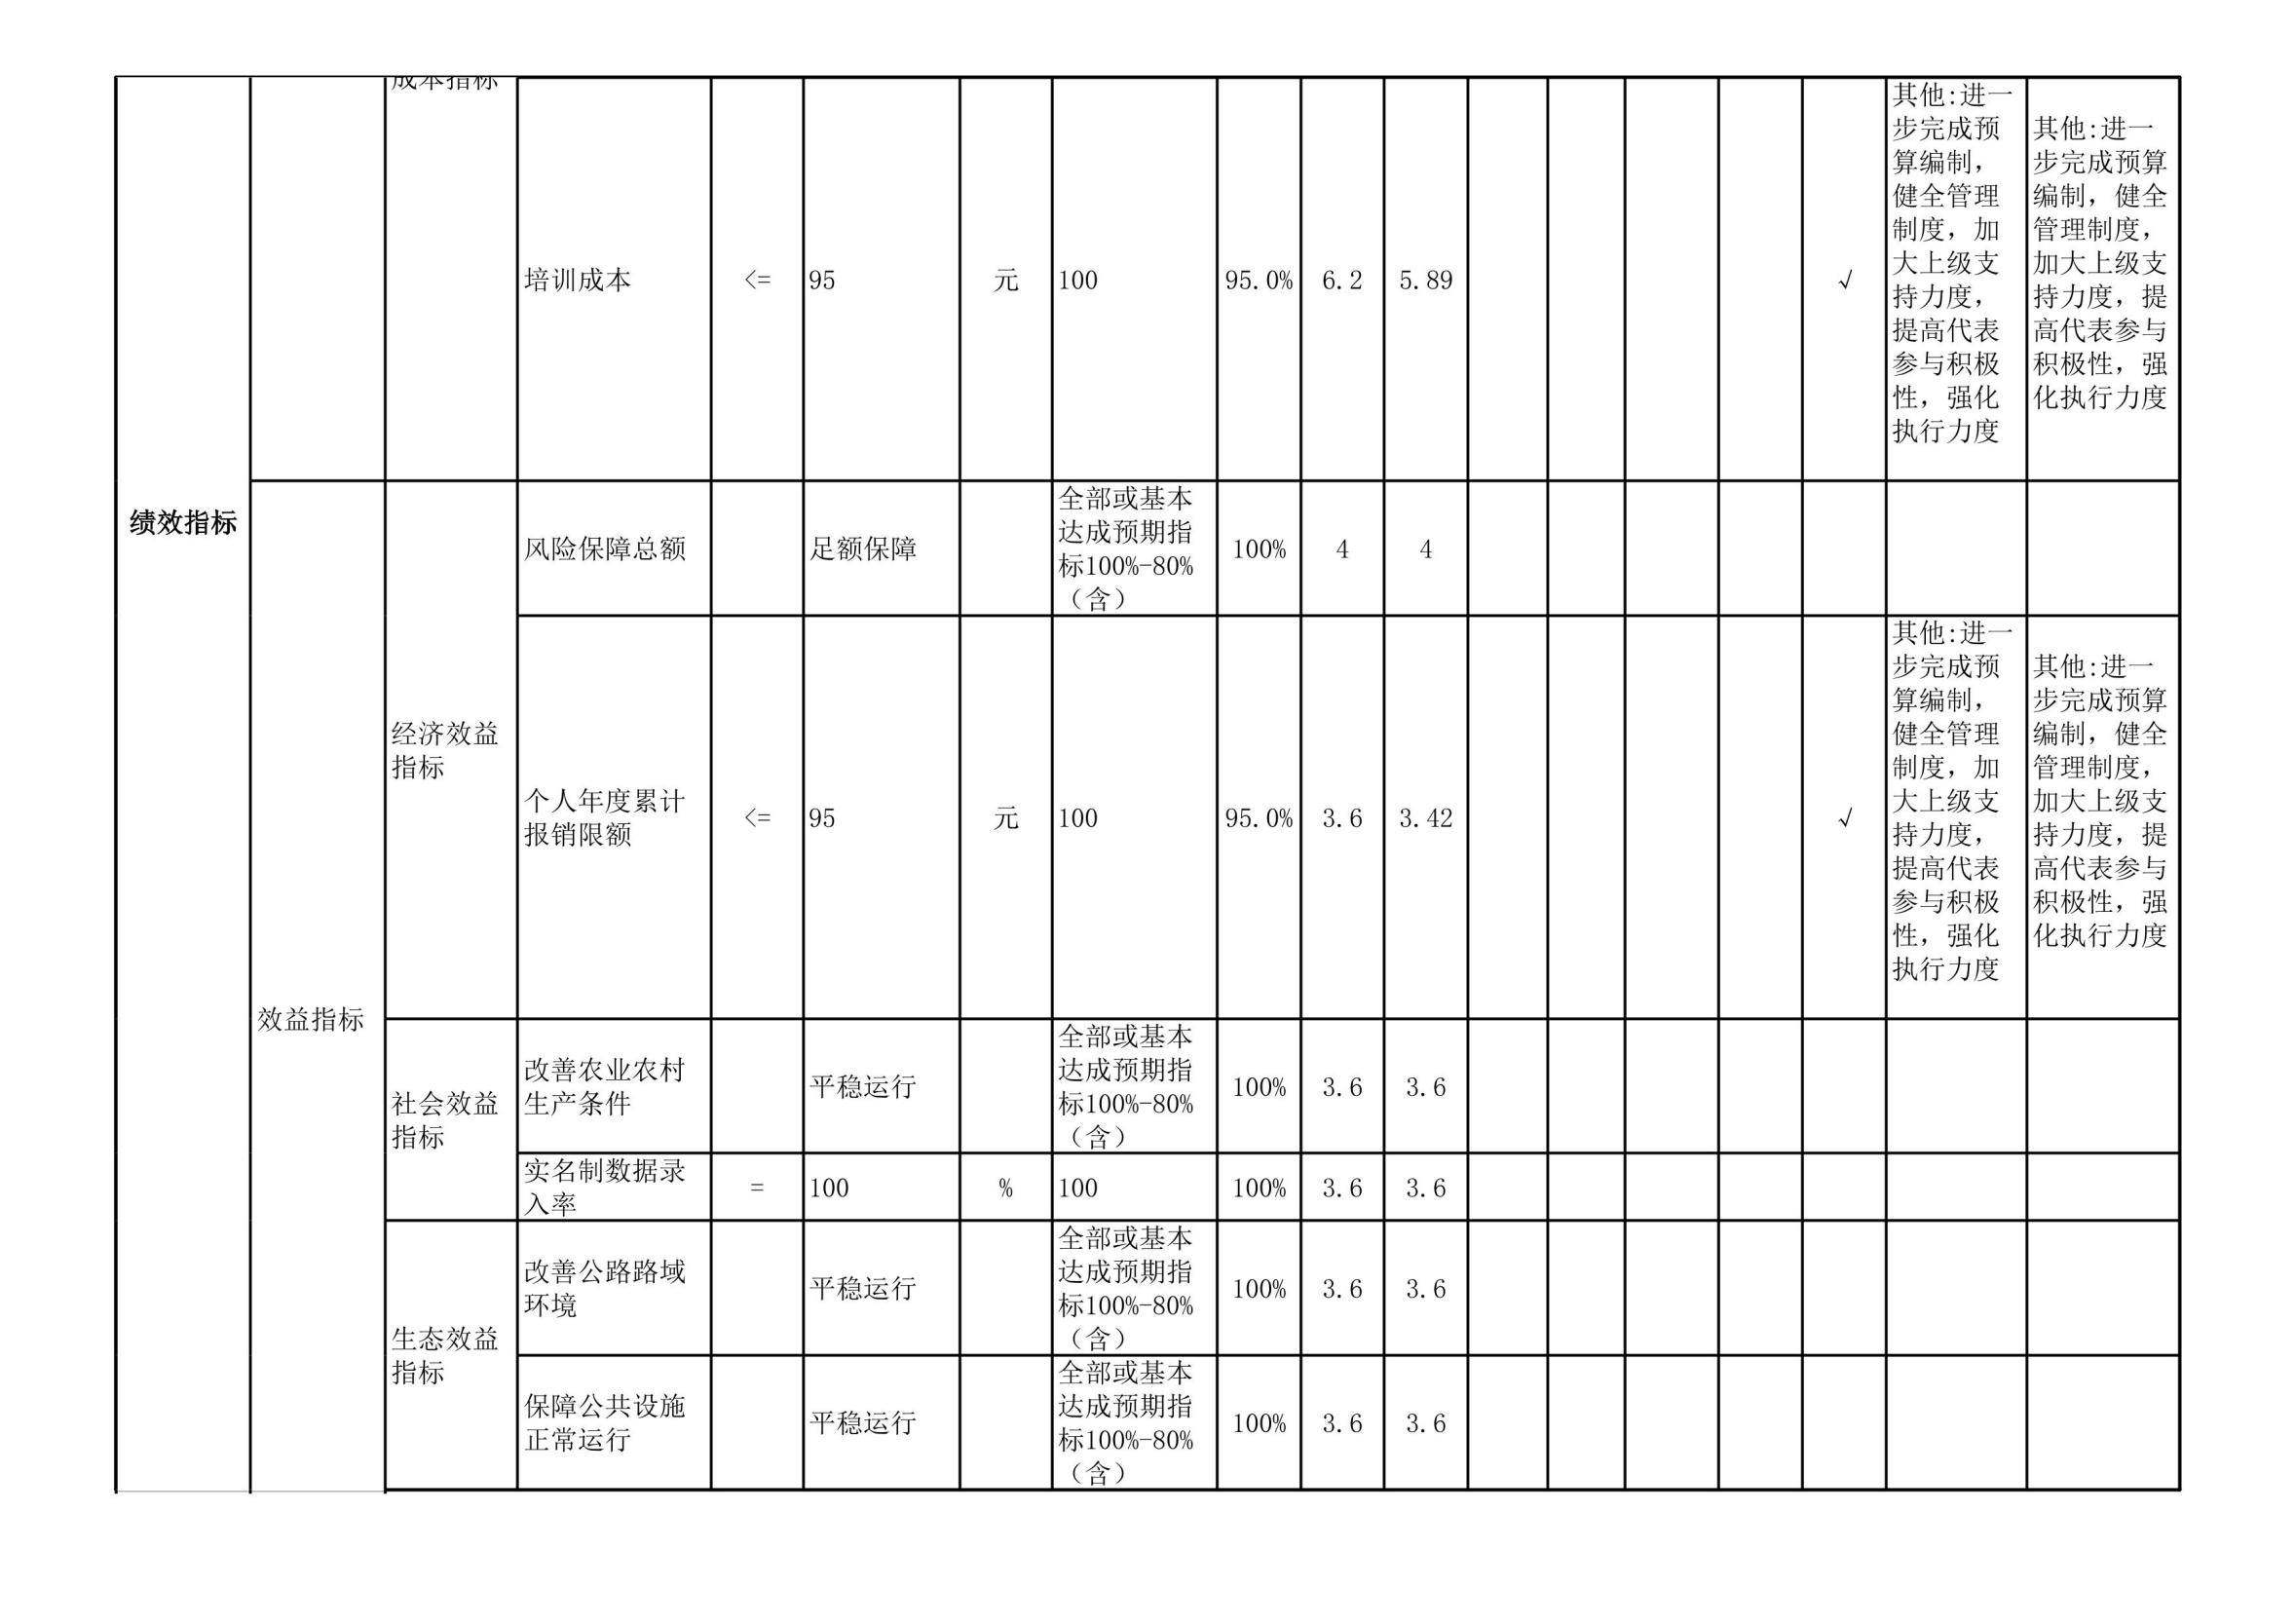 成本指标
培训成本
<=
95
元
100
95.0%
6.2
5.89
√
其他:进一
步完成预
算编制，
健全管理
制度，加
大上级支
持力度，
提高代表
参与积极
性，强化
执行力度
其他:进一
步完成预算
编制，健全
管理制度，
加大上级支
持力度，提
高代表参与
积极性，强
化执行力度
绩效指标
效益指标
经济效益
指标
风险保障总额
足额保障
全部或基本
达成预期指
标100%-80%
（含）
100%
4
4
个人年度累计
报销限额
<=
95
元
100
95.0%
3.6
3.42
√
其他:进一
步完成预
算编制，
健全管理
制度，加
大上级支
持力度，
提高代表
参与积极
性，强化
执行力度
其他:进一
步完成预算
编制，健全
管理制度，
加大上级支
持力度，提
高代表参与
积极性，强
化执行力度
社会效益
指标
改善农业农村
生产条件
平稳运行
全部或基本
达成预期指
标100%-80%
（含）
100%
3.6
3.6
实名制数据录
入率
=
100
%
100
100%
3.6
3.6
生态效益
指标
改善公路路域
环境
平稳运行
全部或基本
达成预期指
标100%-80%
（含）
100%
3.6
3.6
保障公共设施
正常运行
平稳运行
全部或基本
达成预期指
标100%-80%
（含）
100%
3.6
3.6